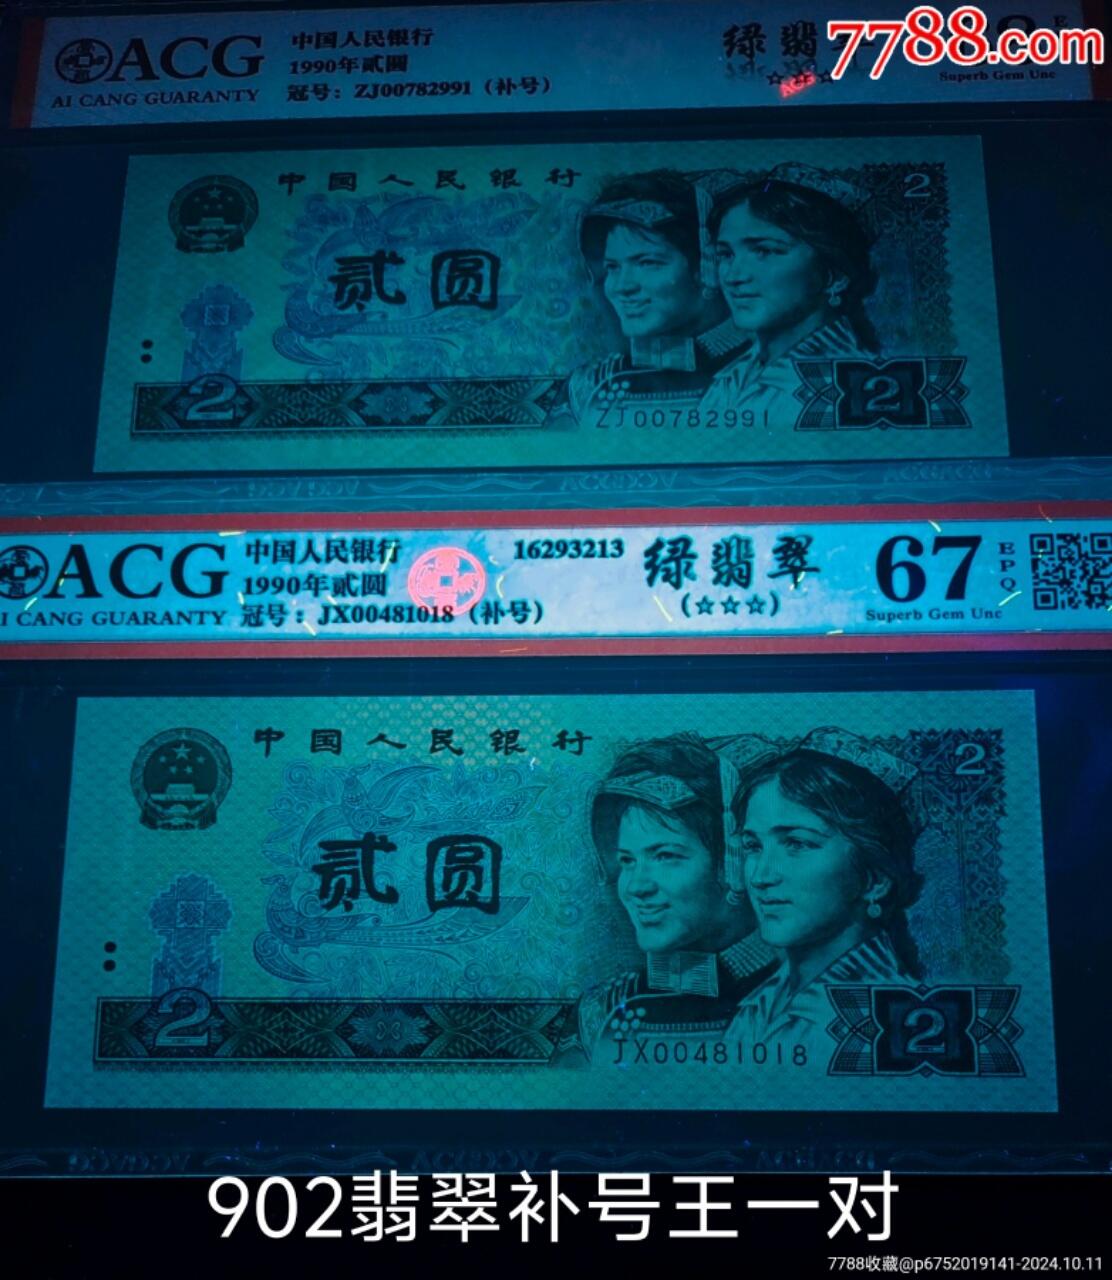 ACG
AI CANG GUARANTY
中国人民银行
1990年贰圆
冠号：ZJ00782991（补号）
绿翡
7788.com
E
Superb Gem Unc
中国人民银行
2
贰圆
2
2
ZJ00782991
ACG
AI CANG GUARANTY
中国人民银行
1990年贰圆
冠号：JX00481018（补号）
16293213
绿翡翠
(☆☆☆)
67
EPQ
Superb Gem Unc
中国人民银行
2
贰圆
2
2
JX00481018
902翡翠补号王一对
7788收藏@p6752019141-2024.10.11